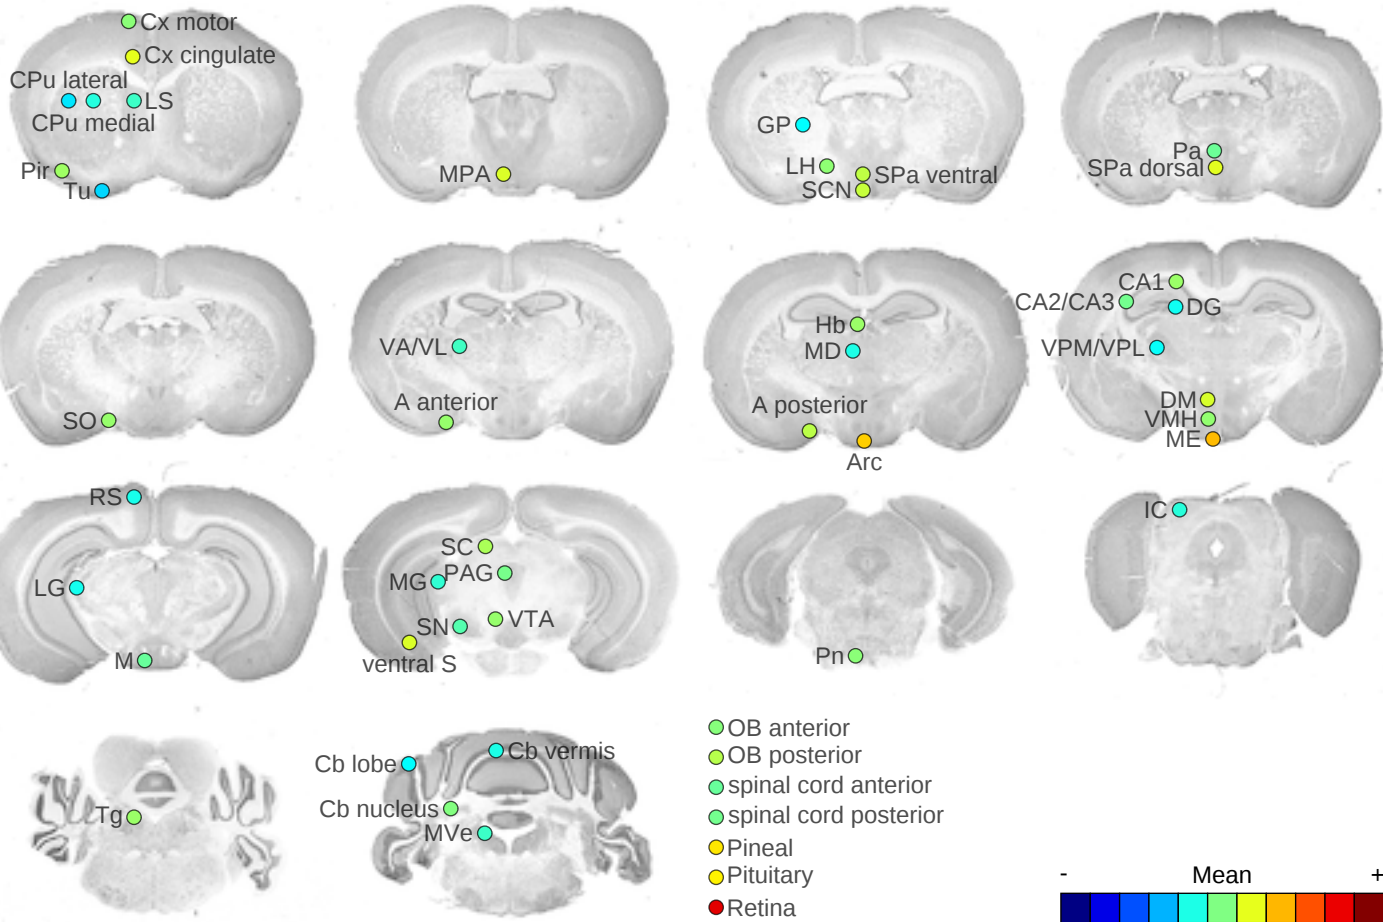 Cx motor
Cx cingulate
CPu lateral
LS
CPu medial
Pir
Tu
MPA
GP
LH
SPa ventral
SCN
Pa
SPa dorsal
SO
VA/VL
A anterior
Hb
MD
A posterior
Arc
CA1
CA2/CA3
DG
VPM/VPL
DM
VMH
ME
RS
LG
M
SC
PAG
MG
VTA
SN
ventral S
Pn
IC
Tg
Cb lobe
Cb vermis
Cb nucleus
MVe
OB anterior
OB posterior
spinal cord anterior
spinal cord posterior
Pineal
Pituitary
Retina
- Mean +